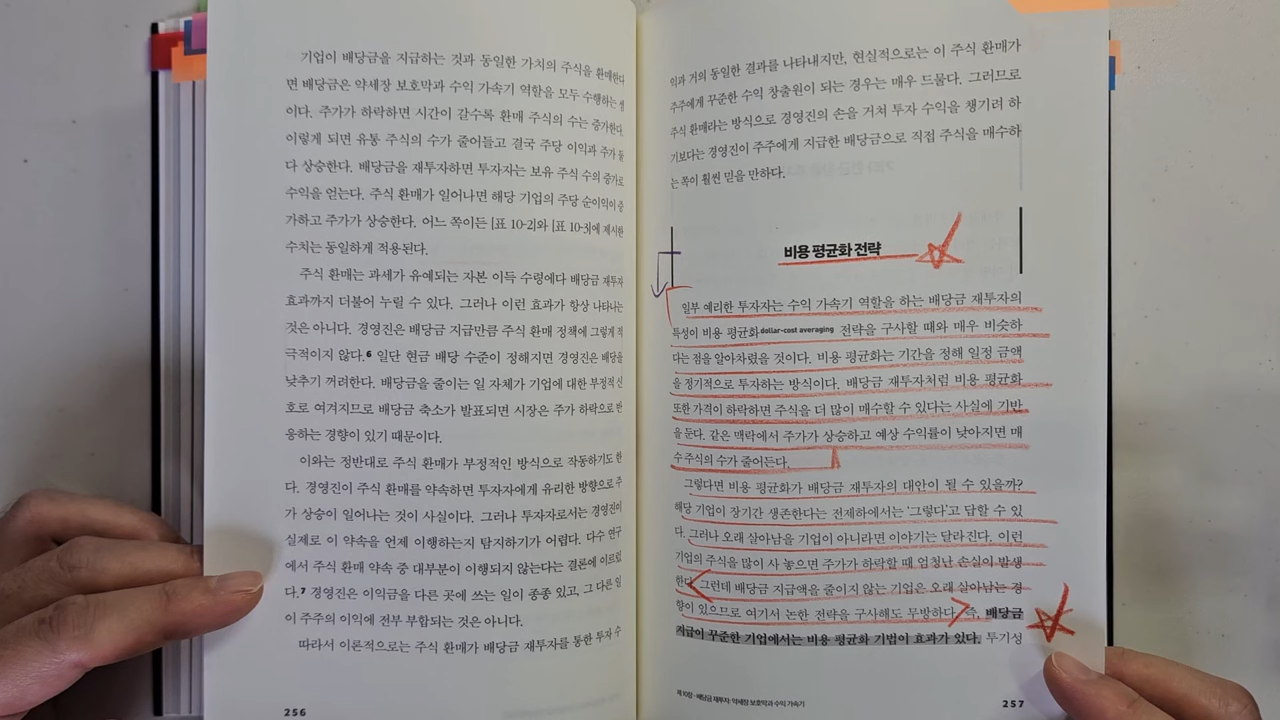 기업이 배당금을 지급하는 것과 동일한 가치의 주식을 환매한다
면 배당금은 약세장 보호막과 수익 가속기 역할을 모두 수행하는 셈
이다. 주가가 하락하면 시간이 갈수록 환매 주식의 수는 증가한다.
이렇게 되면 유통 주식의 수가 줄어들고 결국 주당 이익과 주가 둘
다 상승한다. 배당금을 재투자하면 투자자는 보유 주식 수의 증가로
수익을 얻는다. 주식 환매가 일어나면 해당 기업의 주당 순이익이 증
가하고 주가가 상승한다. 어느 쪽이든 [표 10-2]와 [표 10-3]에 제시한
수치는 동일하게 적용된다.
주식 환매는 과세가 유예되는 자본 이득 수령에다 배당금 재투자
효과까지 더불어 누릴 수 있다. 그러나 이런 효과가 항상 나타나는
것은 아니다. 경영진은 배당금 지급만큼 주식 환매 정책에 그렇게 적
극적이지 않다.6 일단 현금 배당 수준이 정해지면 경영진은 배당을
낮추기 꺼려한다. 배당금을 줄이는 일 자체가 기업에 대한 부정적 신
호로 여겨지므로 배당금 축소가 발표되면 시장은 주가 하락으로 반
응하는 경향이 있기 때문이다.
이와는 정반대로 주식 환매가 부정적인 방식으로 작동하기도 한
다. 경영진이 주식 환매를 약속하면 투자자에게 유리한 방향으로 주
가 상승이 일어나는 것이 사실이다. 그러나 투자자로서는 경영진이
실제로 이 약속을 언제 이행하는지 탐지하기가 어렵다. 다수 연구
에서 주식 환매 약속 중 대부분이 이행되지 않는다는 결론에 이르렀
다.7 경영진은 이익금을 다른 곳에 쓰는 일이 종종 있고, 그 다른 일
이 주주의 이익에 전부 부합되는 것은 아니다.
따라서 이론적으로는 주식 환매가 배당금 재투자를 통한 투자 수
256
익과 거의 동일한 결과를 나타내지만, 현실적으로는 이 주식 환매가
주주에게 꾸준한 수익 창출원이 되는 경우는 매우 드물다. 그러므로
주식 환매라는 방식으로 경영진의 손을 거쳐 투자 수익을 챙기려 하
기보다는 경영진이 주주에게 지급한 배당금으로 직접 주식을 매수하
는 쪽이 훨씬 믿을 만하다.
비용 평균화 전략
일부 예리한 투자자는 수익 가속기 역할을 하는 배당금 재투자의
특성이 비용 평균화dollar-cost averaging 전략을 구사할 때와 매우 비슷하
다는 점을 알아차렸을 것이다. 비용 평균화는 기간을 정해 일정 금액
을 정기적으로 투자하는 방식이다. 배당금 재투자처럼 비용 평균화
또한 가격이 하락하면 주식을 더 많이 매수할 수 있다는 사실에 기반
을 둔다. 같은 맥락에서 주가가 상승하고 예상 수익률이 낮아지면 매
수 주식의 수가 줄어든다.
그렇다면 비용 평균화가 배당금 재투자의 대안이 될 수 있을까?
해당 기업이 장기간 생존한다는 전제하에서는 '그렇다'고 답할 수 있
다. 그러나 오래 살아남을 기업이 아니라면 이야기는 달라진다. 이런
기업의 주식을 많이 사 놓으면 주가가 하락할 때 엄청난 손실이 발생
한다. 그런데 배당금 지급액을 줄이지 않는 기업은 오래 살아남는 경
향이 있으므로 여기서 논한 전략을 구사해도 무방하다. 즉, 배당금
지급이 꾸준한 기업에서는 비용 평균화 기법이 효과가 있다. 투기성
제10장 · 배당금 재투자: 약세장 보호막과 수익 가속기
257